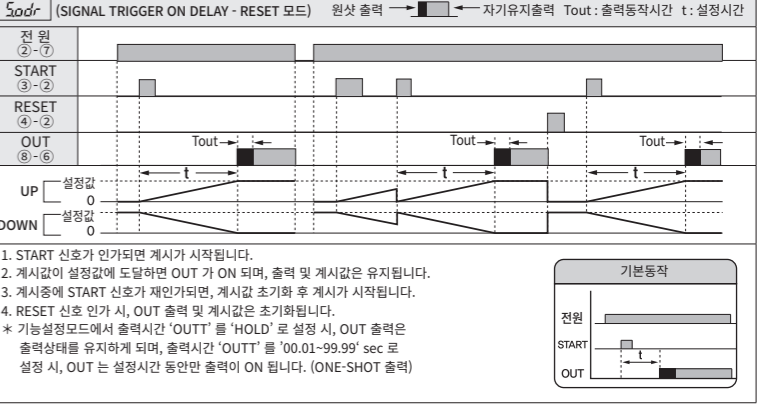 S.odr (SIGNAL TRIGGER ON DELAY - RESET 모드) 원샷 출력 자기유지출력 Tout : 출력동작시간 t : 설정시간
전 원
②-⑦
START
③-②
RESET
④-②
OUT
⑧-⑥
Tout Tout Tout
t t t
UP 설정값
0
DOWN 설정값
0
1. START 신호가 인가되면 계시가 시작됩니다.
2. 계시값이 설정값에 도달하면 OUT 가 ON 되며, 출력 및 계시값은 유지됩니다.
3. 계시중에 START 신호가 재인가되면, 계시값 초기화 후 계시가 시작됩니다.
4. RESET 신호 인가 시, OUT 출력 및 계시값은 초기화됩니다.
＊ 기능설정모드에서 출력시간 ‘OUTT’ 를 ‘HOLD’ 로 설정 시, OUT 출력은
출력상태를 유지하게 되며, 출력시간 ‘OUTT’ 를 ’00.01~99.99‘ sec 로
설정 시, OUT 는 설정시간 동안만 출력이 ON 됩니다. (ONE-SHOT 출력)
기본동작
전원
START
t
OUT